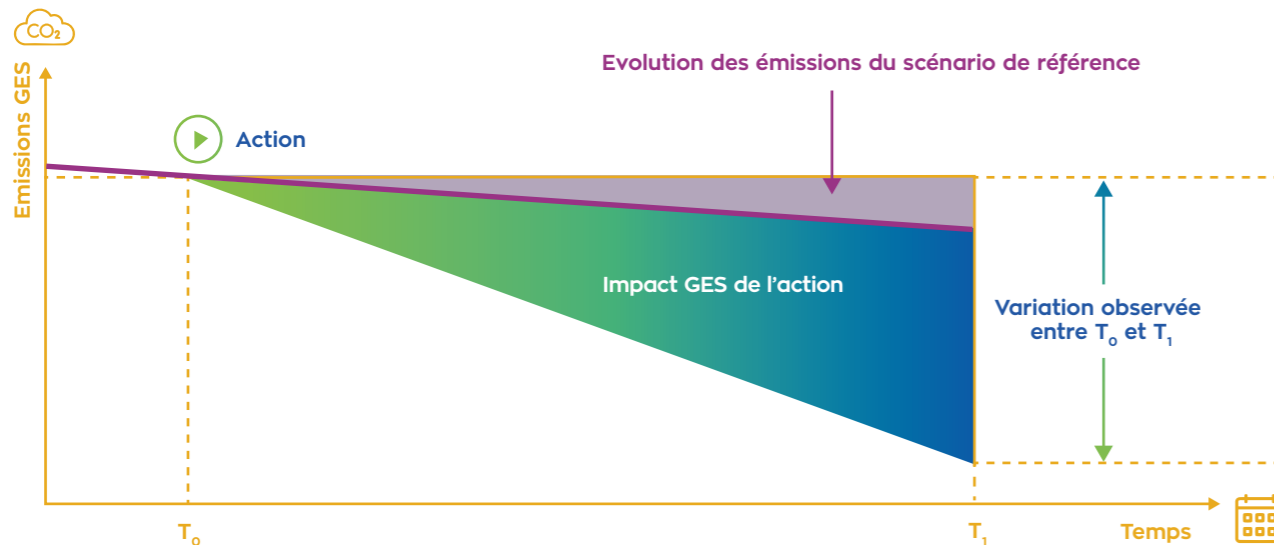 CO₂
Emissions GES
Evolution des émissions du scénario de référence
Action
Impact GES de l'action
Variation observée
entre T₀ et T₁
T₀
T₁
Temps